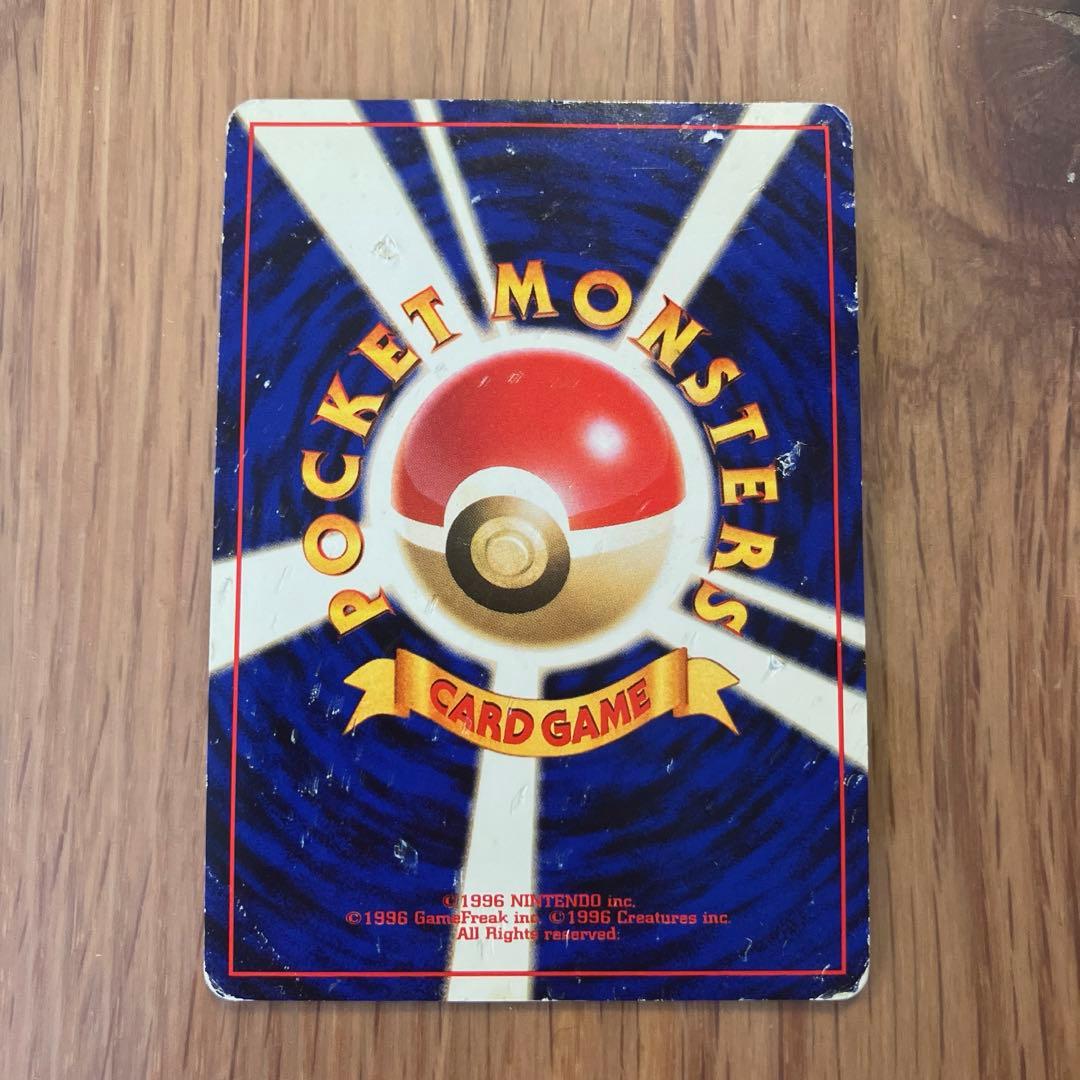 POCKET MONSTERS
CARD GAME
©1996 NINTENDO inc.
©1996 GameFreak inc. ©1996 Creatures inc.
All Rights reserved.